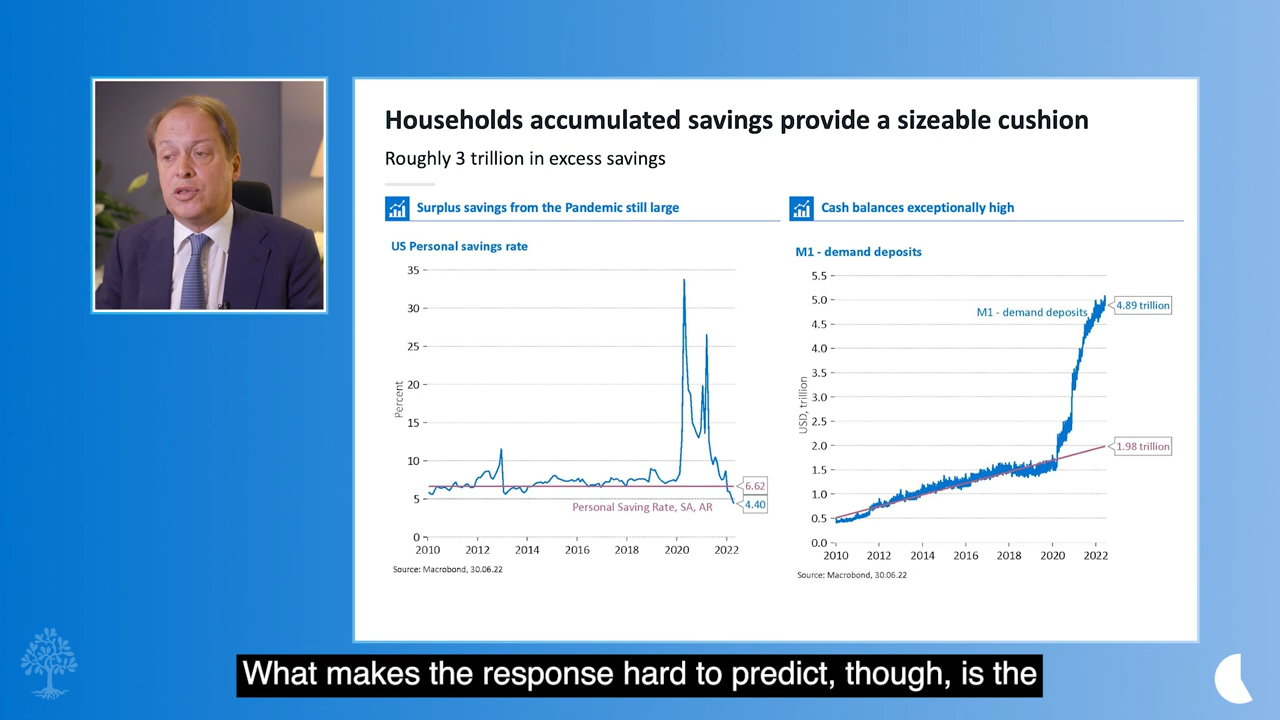 Households accumulated savings provide a sizeable cushion
Roughly 3 trillion in excess savings
Surplus savings from the Pandemic still large
US Personal savings rate
35
30
25
20
15
10
5
0
Percent
6.62
4.40
Personal Saving Rate, SA, AR
2010 2012 2014 2016 2018 2020 2022
Source: Macrobond, 30.06.22
Cash balances exceptionally high
M1 - demand deposits
5.5
5.0
4.5
4.0
3.5
3.0
2.5
2.0
1.5
1.0
0.5
0.0
USD, trillion
M1 - demand deposits
4.89 trillion
1.98 trillion
2010 2012 2014 2016 2018 2020 2022
Source: Macrobond, 30.06.22
What makes the response hard to predict, though, is the